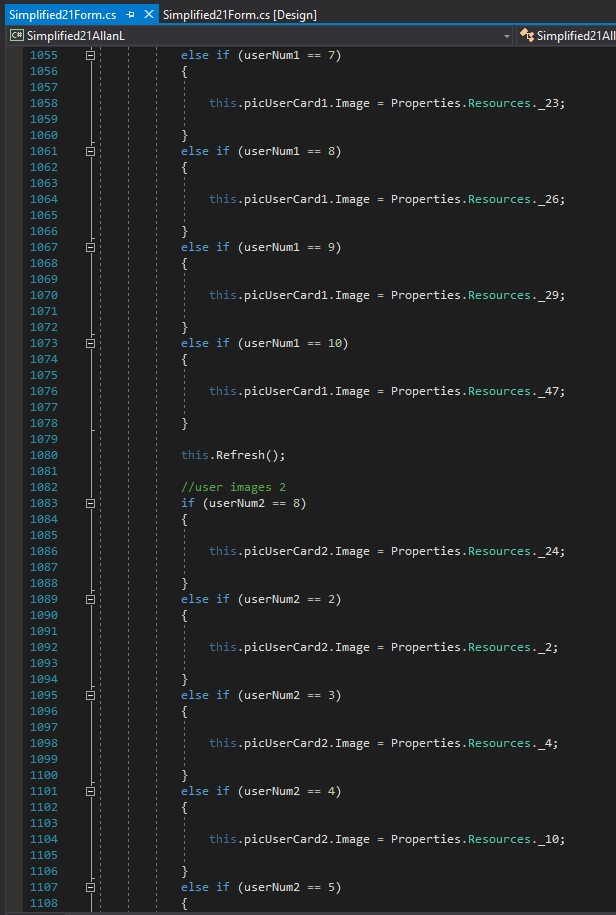 Simplified21Form.cs
Simplified21Form.cs [Design]
C# Simplified21AllanL
Simplified21All
1055 else if (userNum1 == 7)
1056 {
1057
1058 this.picUserCard1.Image = Properties.Resources._23;
1059
1060 }
1061 else if (userNum1 == 8)
1062 {
1063
1064 this.picUserCard1.Image = Properties.Resources._26;
1065
1066 }
1067 else if (userNum1 == 9)
1068 {
1069
1070 this.picUserCard1.Image = Properties.Resources._29;
1071
1072 }
1073 else if (userNum1 == 10)
1074 {
1075
1076 this.picUserCard1.Image = Properties.Resources._47;
1077
1078 }
1079
1080 this.Refresh();
1081
1082 //user images 2
1083 if (userNum2 == 8)
1084 {
1085
1086 this.picUserCard2.Image = Properties.Resources._24;
1087
1088 }
1089 else if (userNum2 == 2)
1090 {
1091
1092 this.picUserCard2.Image = Properties.Resources._2;
1093
1094 }
1095 else if (userNum2 == 3)
1096 {
1097
1098 this.picUserCard2.Image = Properties.Resources._4;
1099
1100 }
1101 else if (userNum2 == 4)
1102 {
1103
1104 this.picUserCard2.Image = Properties.Resources._10;
1105
1106 }
1107 else if (userNum2 == 5)
1108 {